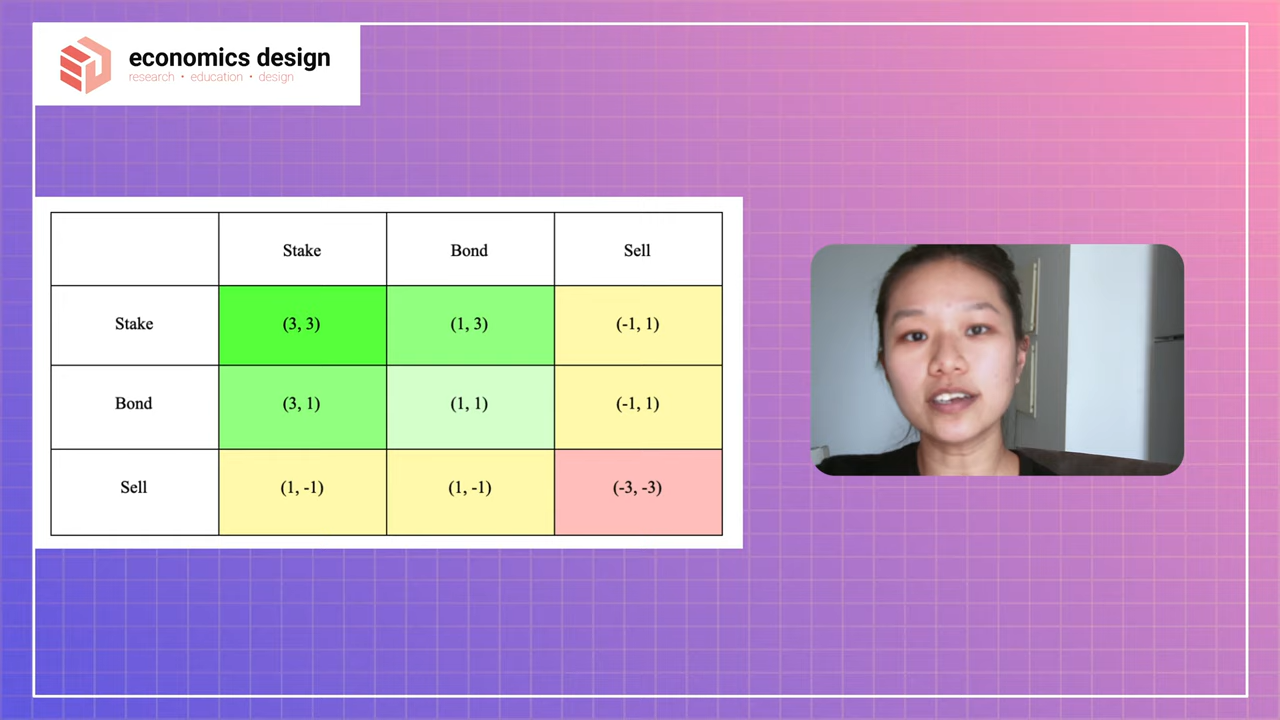 economics design
research • education • design
Stake Bond Sell
Stake (3, 3) (1, 3) (-1, 1)
Bond (3, 1) (1, 1) (-1, 1)
Sell (1, -1) (1, -1) (-3, -3)